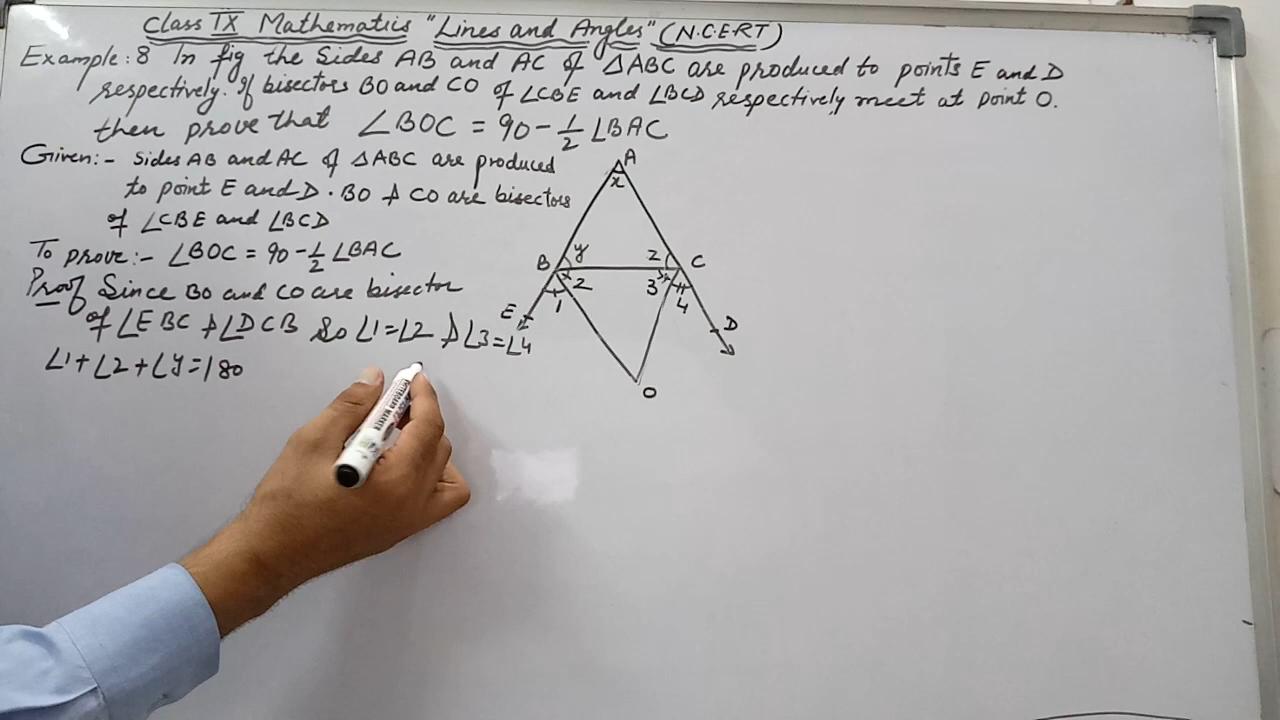 Class IX Mathematics "Lines and Angles" (N.C.E.R.T)
Example: 8 In fig the Sides AB and AC of △ABC are produced to points E and D
respectively. If bisectors BO and CO of ∠CBE and ∠BCD respectively meet at point O.
then prove that ∠BOC = 90 - 1/2 ∠BAC
Given:- Sides AB and AC of △ABC are produced
to point E and D. BO & CO are bisectors
of ∠CBE and ∠BCD
To prove:- ∠BOC = 90 - 1/2 ∠BAC
Proof Since BO and CO are bisector
of ∠EBC & ∠DCB So ∠1=∠2 & ∠3=∠4
∠1+∠2+∠y=180
A
x
B y z C
2 3
E 1 4 D
O